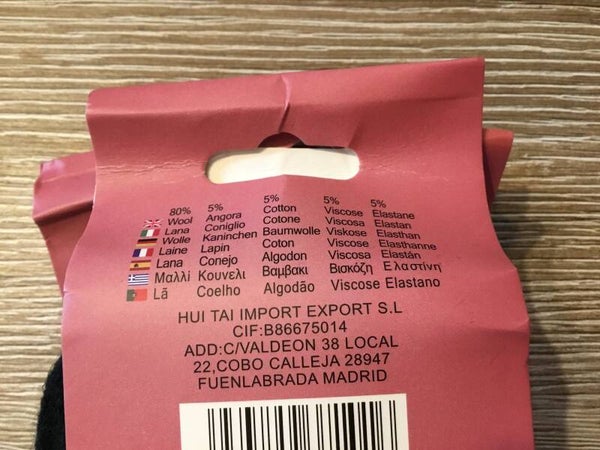 80% 5% 5% 5% 5%
Wool Angora Cotton Viscose Elastane
Lana Coniglio Cotone Viscosa Elastan
Wolle Kaninchen Baumwolle Viskose Elasthan
Laine Lapin Coton Viscose Elasthanne
Lana Conejo Algodon Viscosa Elastán
Μαλλί Κουνελι Βαμβακι Βισκόζη Ελαστίνη
Lã Coelho Algodão Viscose Elastano
HUI TAI IMPORT EXPORT S.L
CIF:B86675014
ADD:C/VALDEON 38 LOCAL
22,COBO CALLEJA 28947
FUENLABRADA MADRID